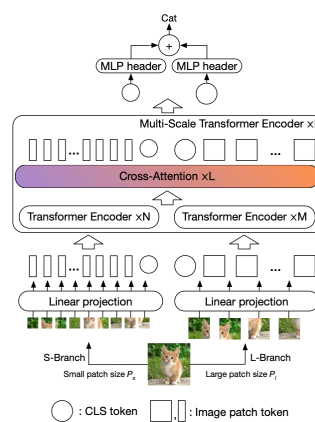 Cat
+
MLP header MLP header
Multi-Scale Transformer Encoder ×
...
...
Cross-Attention ×L
Transformer Encoder ×N Transformer Encoder ×M
...
...
Linear projection Linear projection
S-Branch L-Branch
Small patch size Ps Large patch size Pl
: CLS token , : Image patch token